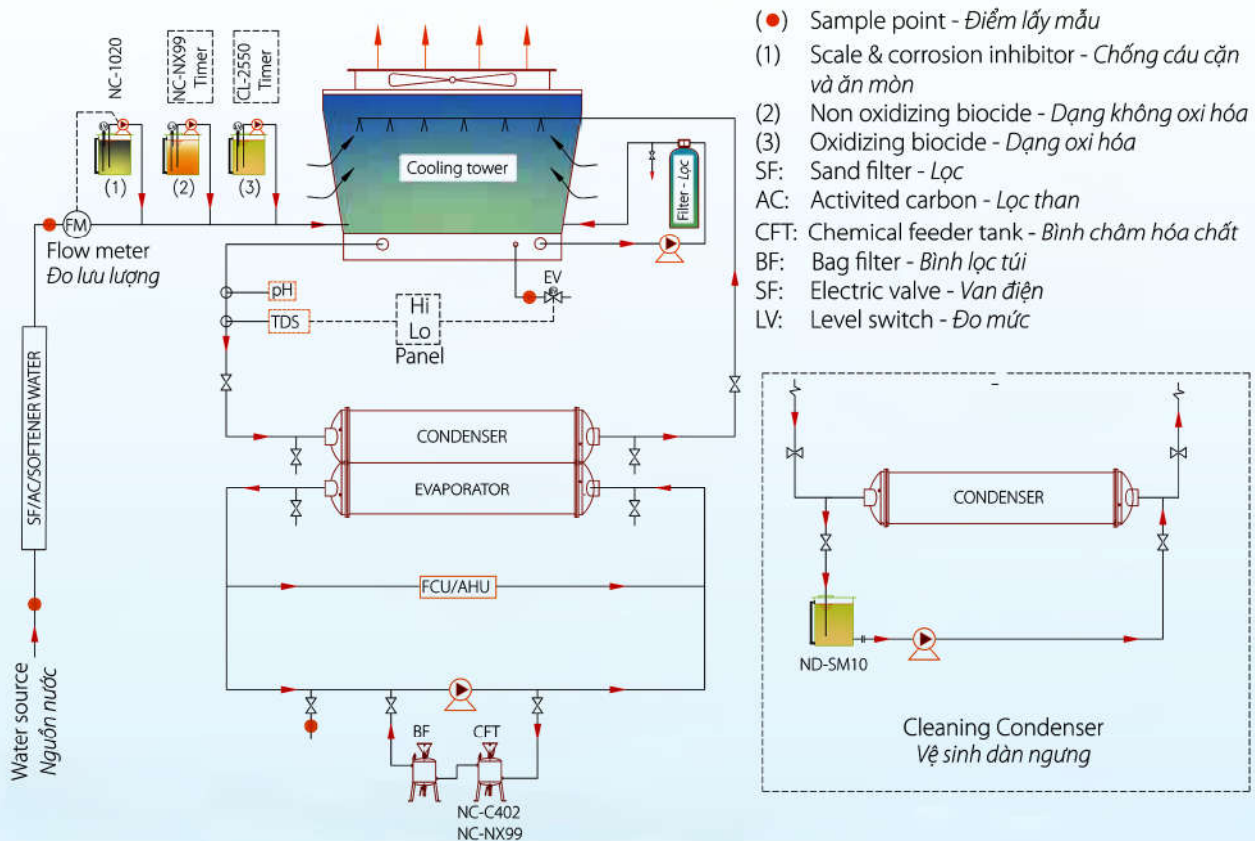 NC-1020
NC-NX99
Timer
CL-2550
Timer
(1)
(2)
(3)
FM
Flow meter
Đo lưu lượng
Cooling tower
Filter - Lọc
EV
pH
TDS
Hi
Lo
Panel
SF/AC/SOFTENER WATER
Water source
Nguồn nước
CONDENSER
EVAPORATOR
FCU/AHU
BF
CFT
NC-C402
NC-NX99
(●) Sample point - Điểm lấy mẫu
(1) Scale & corrosion inhibitor - Chống cáu cặn
và ăn mòn
(2) Non oxidizing biocide - Dạng không oxi hóa
(3) Oxidizing biocide - Dạng oxi hóa
SF: Sand filter - Lọc
AC: Activited carbon - Lọc than
CFT: Chemical feeder tank - Bình châm hóa chất
BF: Bag filter - Bình lọc túi
SF: Electric valve - Van điện
LV: Level switch - Đo mức
CONDENSER
ND-SM10
Cleaning Condenser
Vệ sinh dàn ngưng